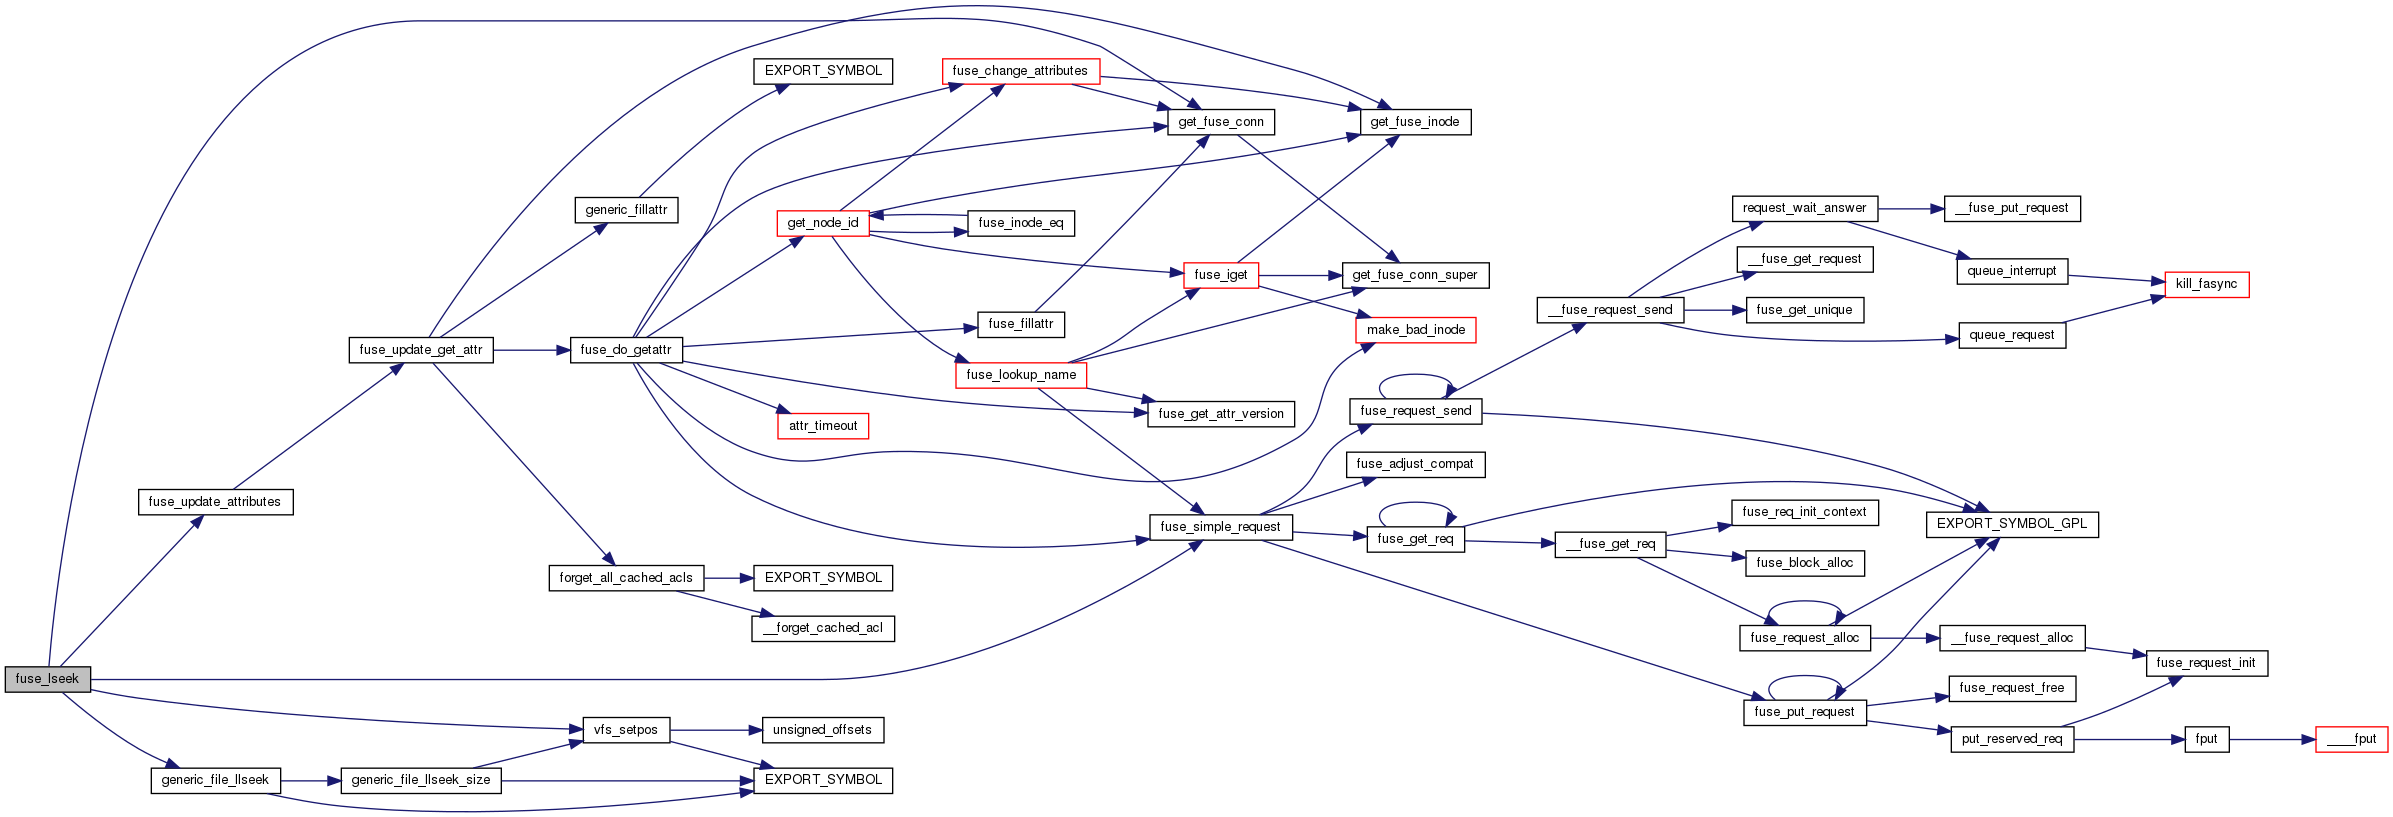 fuse_lseek
fuse_update_attributes
generic_file_llseek
fuse_update_get_attr
generic_file_llseek_size
generic_fillattr
fuse_do_getattr
forget_all_cached_acls
vfs_setpos
EXPORT_SYMBOL
get_node_id
attr_timeout
EXPORT_SYMBOL
__forget_cached_acl
unsigned_offsets
EXPORT_SYMBOL
fuse_change_attributes
fuse_inode_eq
fuse_fillattr
fuse_lookup_name
get_fuse_conn
fuse_iget
fuse_get_attr_version
fuse_simple_request
get_fuse_inode
get_fuse_conn_super
make_bad_inode
fuse_request_send
fuse_adjust_compat
fuse_get_req
__fuse_request_send
__fuse_get_req
request_wait_answer
__fuse_get_request
fuse_get_unique
fuse_req_init_context
fuse_block_alloc
fuse_request_alloc
fuse_put_request
__fuse_put_request
queue_interrupt
queue_request
EXPORT_SYMBOL_GPL
__fuse_request_alloc
fuse_request_free
put_reserved_req
kill_fasync
fuse_request_init
fput
____fput